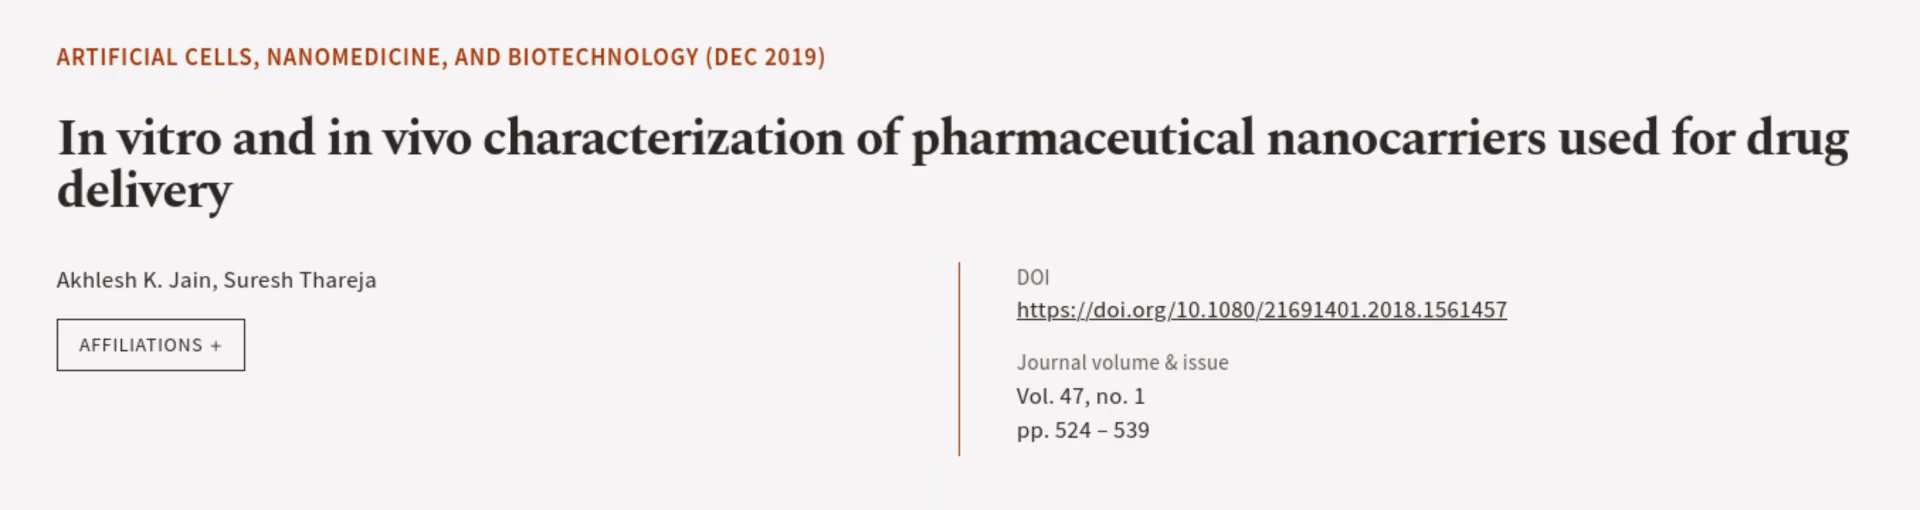 ARTIFICIAL CELLS, NANOMEDICINE, AND BIOTECHNOLOGY (DEC 2019)
In vitro and in vivo characterization of pharmaceutical nanocarriers used for drug
delivery
Akhlesh K. Jain, Suresh Thareja
AFFILIATIONS +
DOI
https://doi.org/10.1080/21691401.2018.1561457
Journal volume & issue
Vol. 47, no. 1
pp. 524 – 539